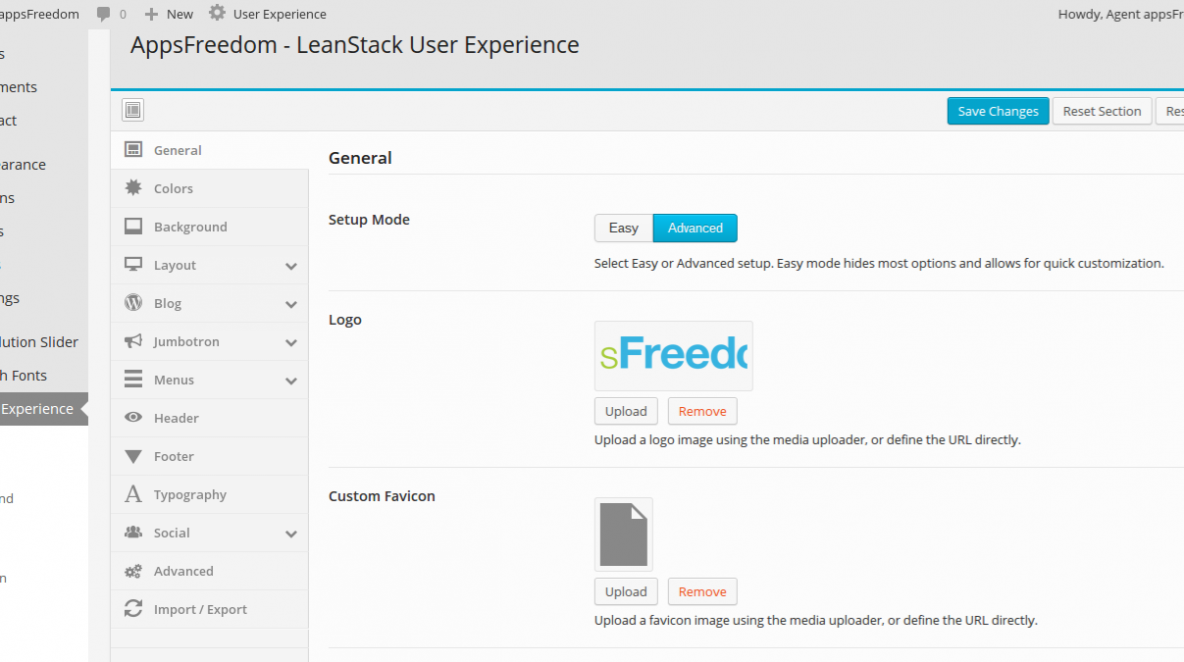 appsFreedom 0 New User Experience Howdy, Agent appsFr
AppsFreedom - LeanStack User Experience
s
ments
act
earance
ns
s
ngs
lution Slider
h Fonts
Experience
nd
n
Save Changes Reset Section Res
General
Colors
Background
Layout
Blog
Jumbotron
Menus
Header
Footer
Typography
Social
Advanced
Import / Export
General
Setup Mode
Easy Advanced
Select Easy or Advanced setup. Easy mode hides most options and allows for quick customization.
Logo
sFreedo
Upload Remove
Upload a logo image using the media uploader, or define the URL directly.
Custom Favicon
Upload Remove
Upload a favicon image using the media uploader, or define the URL directly.